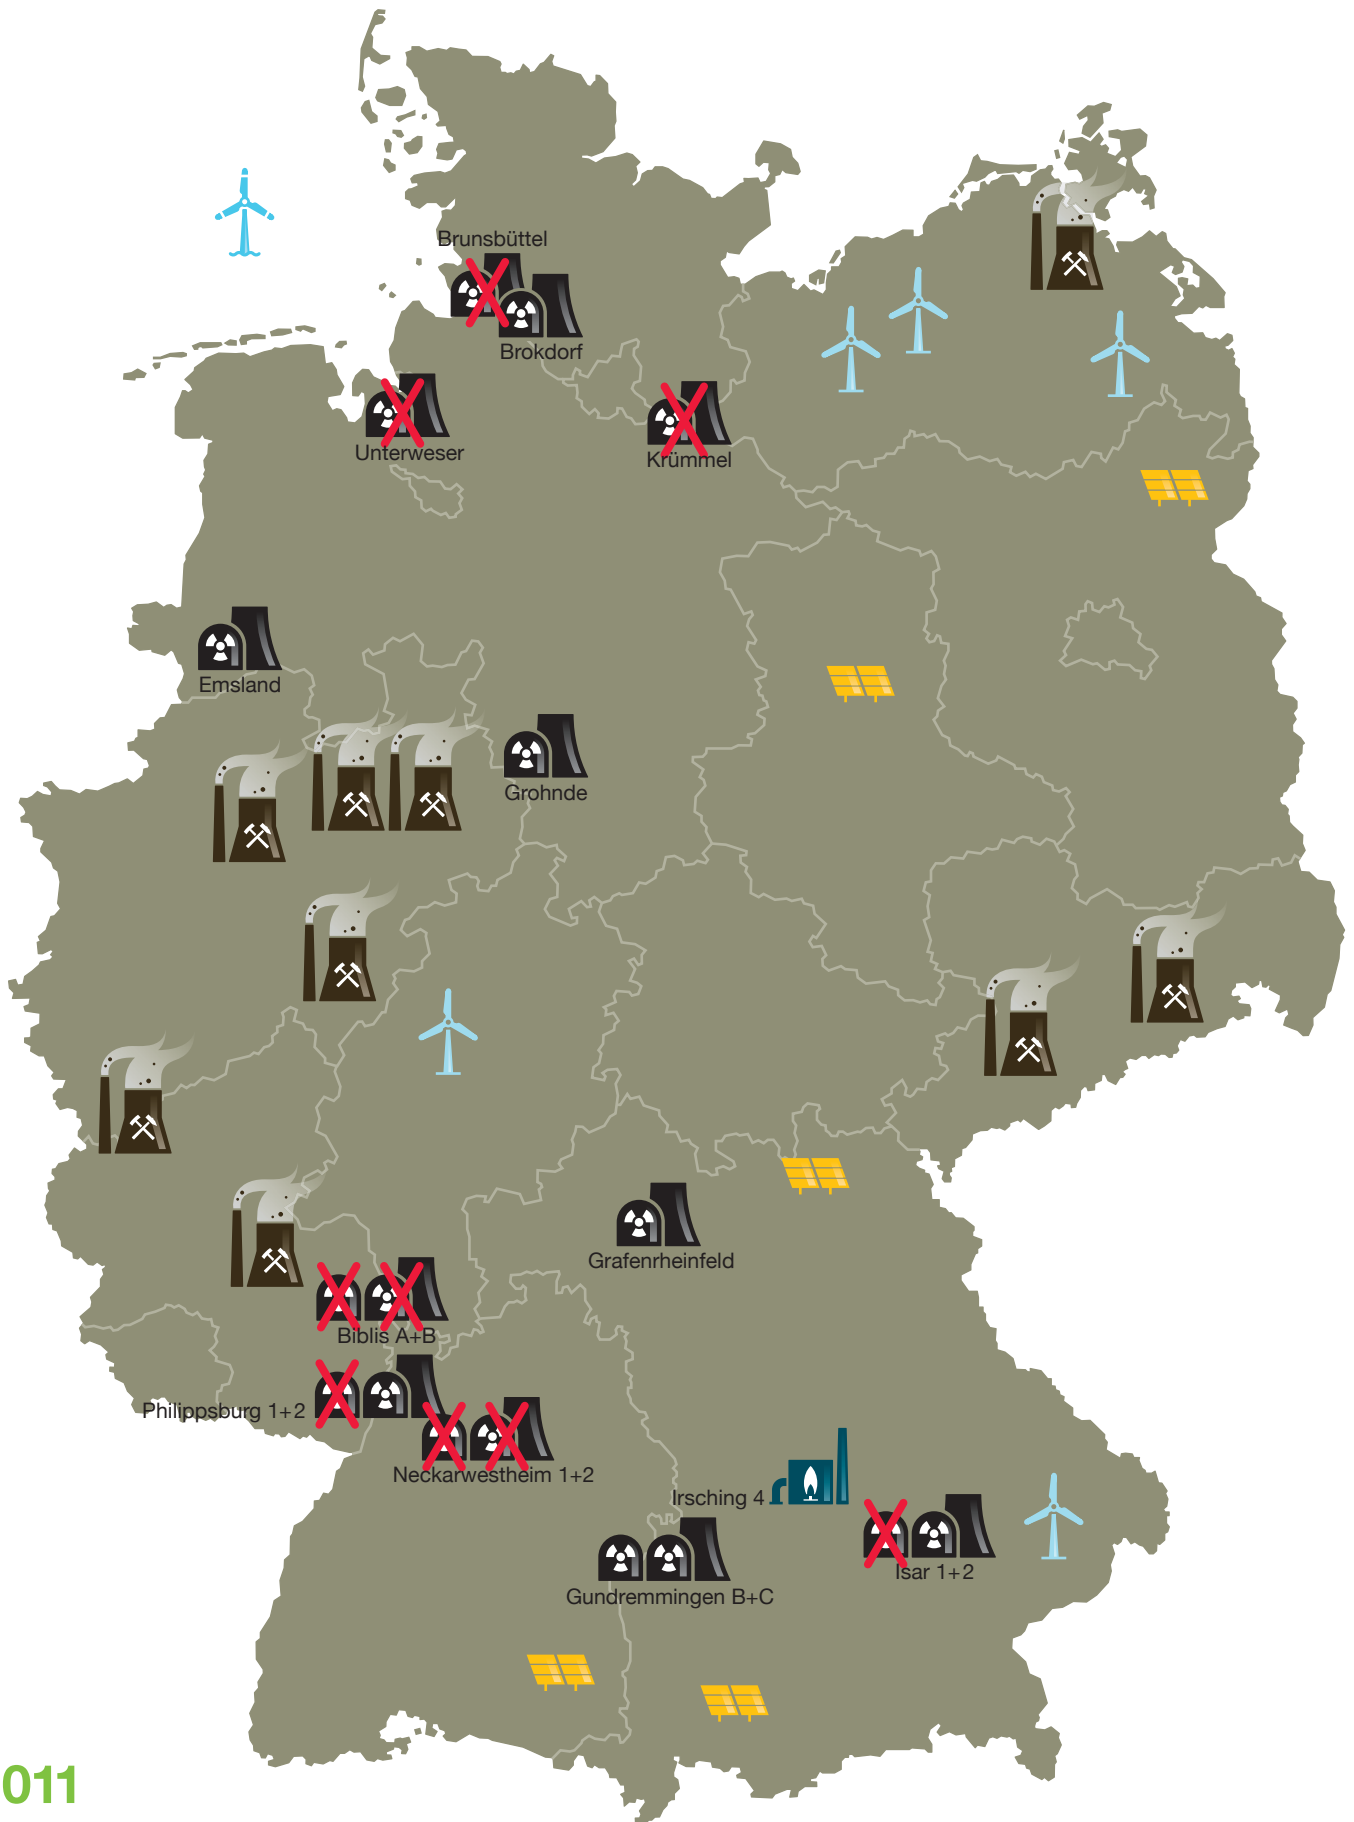 Brunsbüttel
Brokdorf
Unterweser
Krümmel
Emsland
Grohnde
Grafenrheinfeld
Biblis A+B
Philippsburg 1+2
Neckarwestheim 1+2
Irsching 4
Isar 1+2
Gundremmingen B+C
011